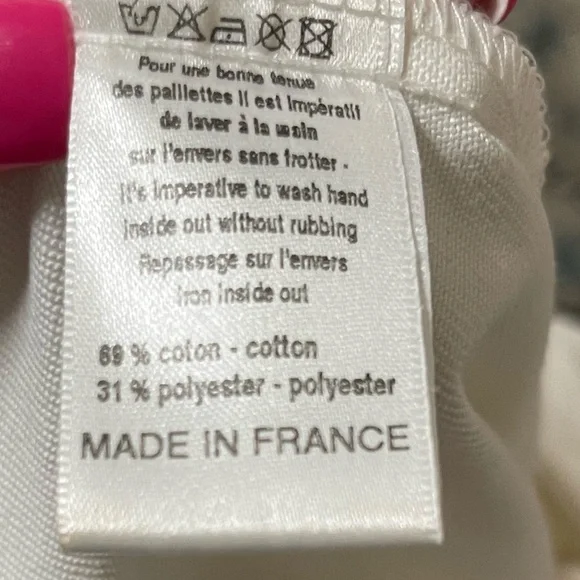 Pour une bonne tenue
des paillettes il est impératif
de laver à la main
sur l'envers sans frotter.
It's imperative to wash hand
inside out without rubbing
Repassage sur l'envers
Iron inside out
69 % coton - cotton
31 % polyester - polyester
MADE IN FRANCE